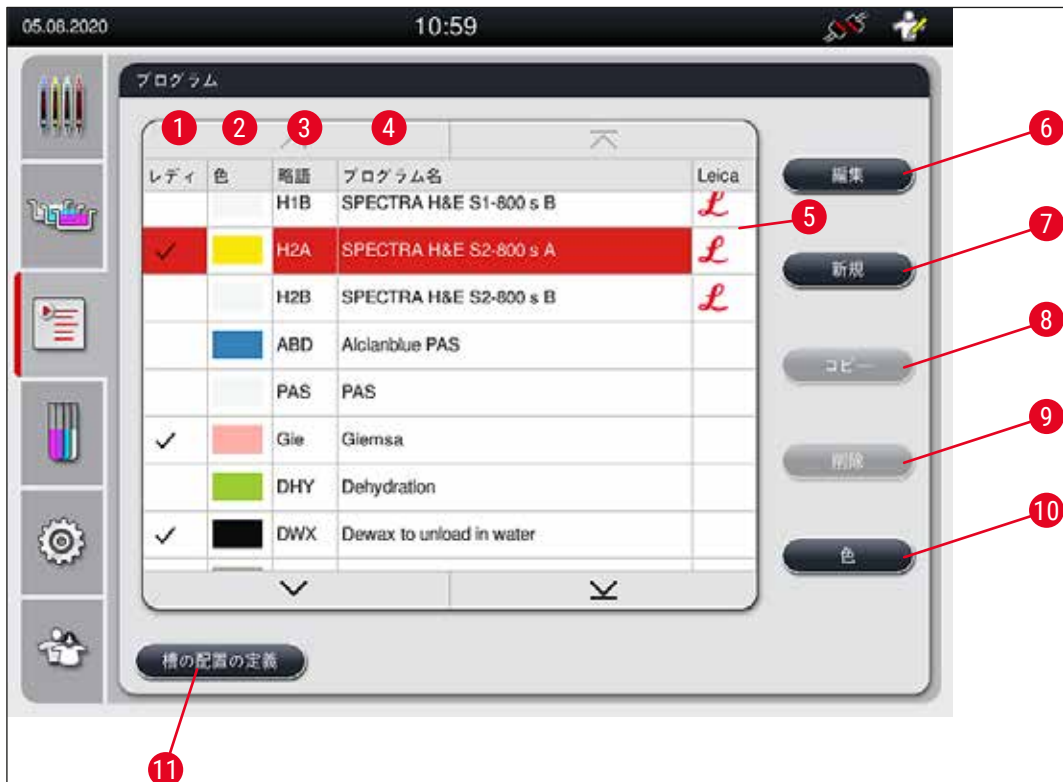 05.08.2020 10:59
プログラム
1 2 3 4
レディ 色 略語 プログラム名 Leica
H1B SPECTRA H&E S1-800 s B
H2A SPECTRA H&E S2-800 s A
H2B SPECTRA H&E S2-800 s B
ABD Alcianblue PAS
PAS PAS
Gie Giemsa
DHY Dehydration
DWX Dewax to unload in water
編集
新規
コピー
削除
色
槽の配置の定義
5
6
7
8
9
10
11